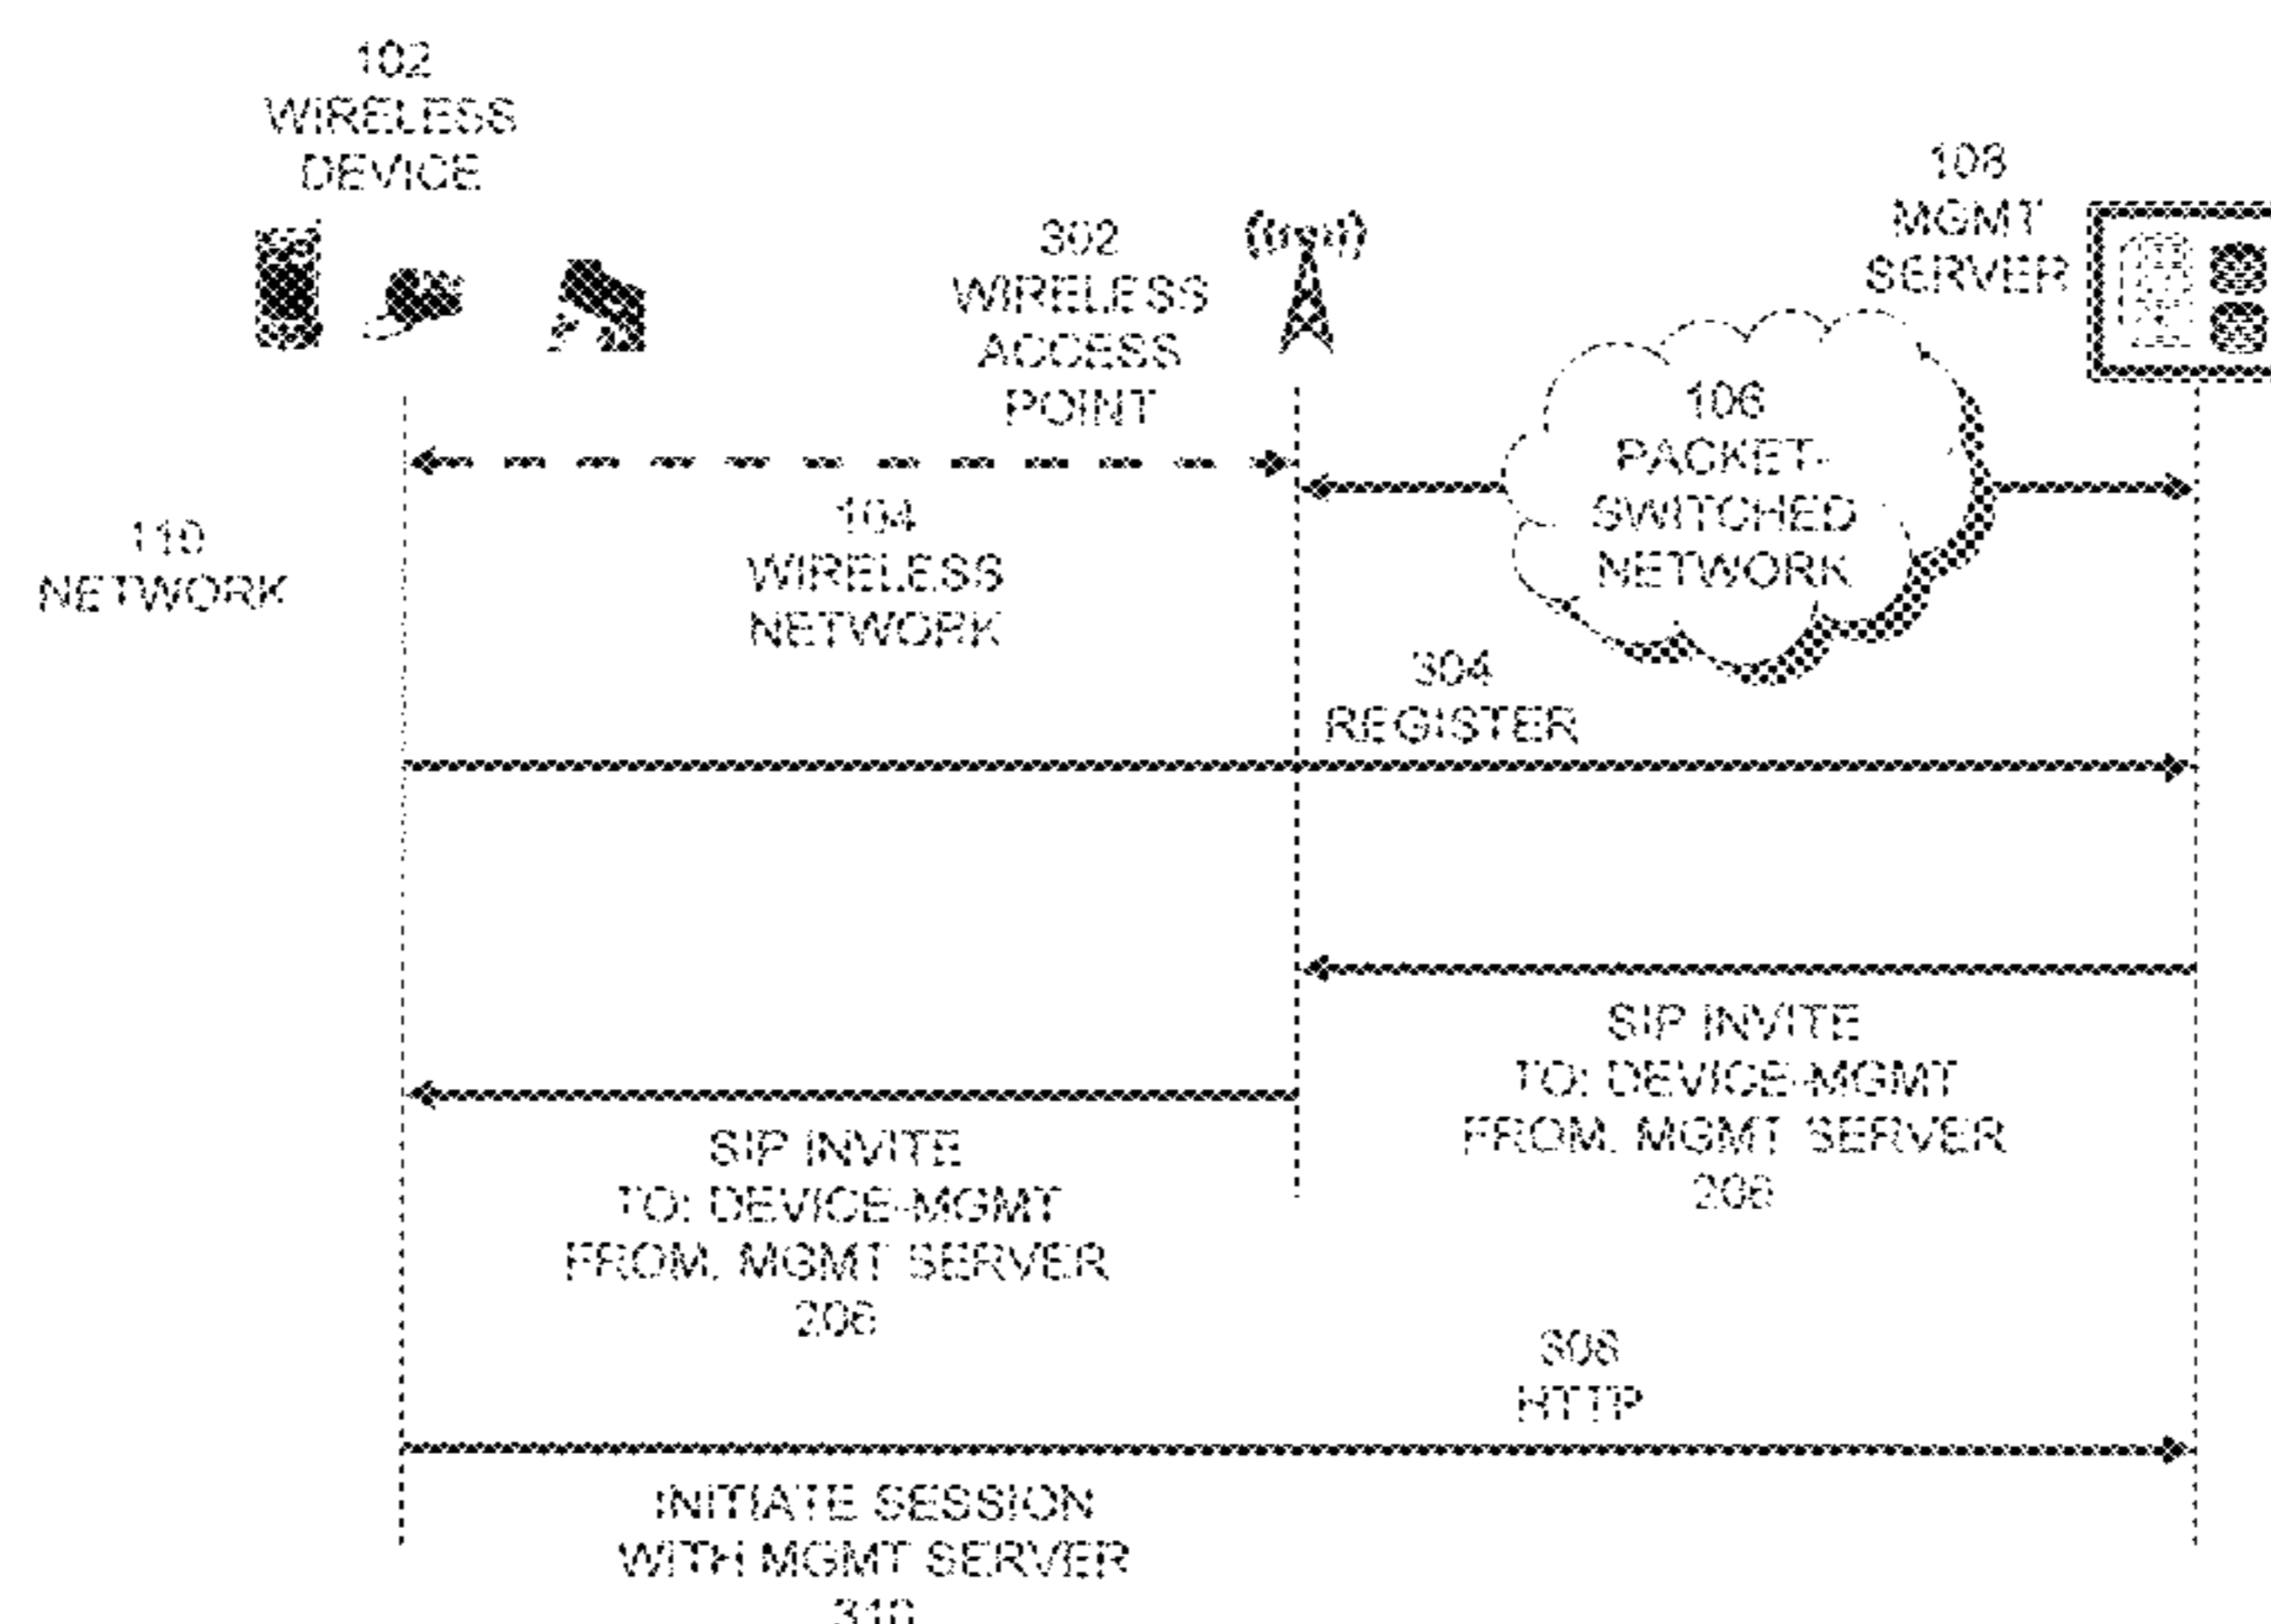 102
WIRELESS
DEVICE
302
WIRELESS
ACCESS
POINT
108
MGMT
SERVER
106
PACKET-
SWITCHED
NETWORK
110
NETWORK
104
WIRELESS
NETWORK
304
REGISTER
SIP INVITE
TO: DEVICE-MGMT
FROM: MGMT SERVER
206
SIP INVITE
TO: DEVICE-MGMT
FROM: MGMT SERVER
206
308
HTTP
INITIATE SESSION
WITH MGMT SERVER
310